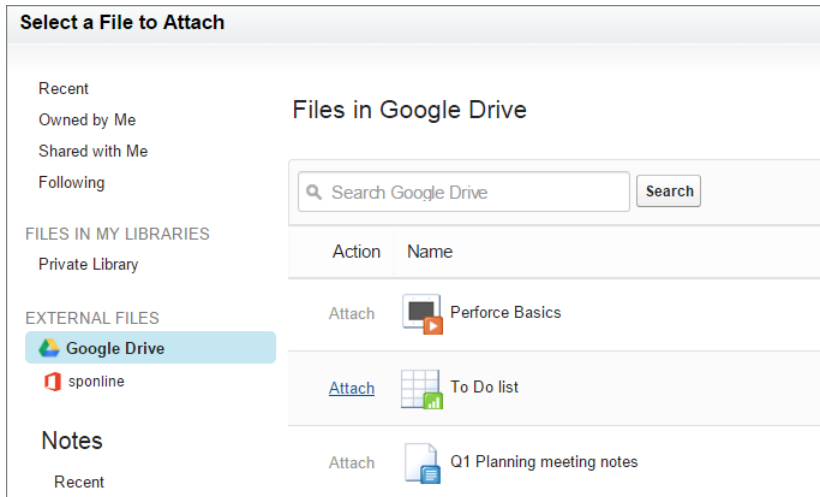 Select a File to Attach
Recent
Owned by Me
Shared with Me
Following
FILES IN MY LIBRARIES
Private Library
EXTERNAL FILES
Google Drive
sponline
Notes
Recent
Files in Google Drive
Search Google Drive
Search
Action Name
Attach Perforce Basics
Attach To Do list
Attach Q1 Planning meeting notes